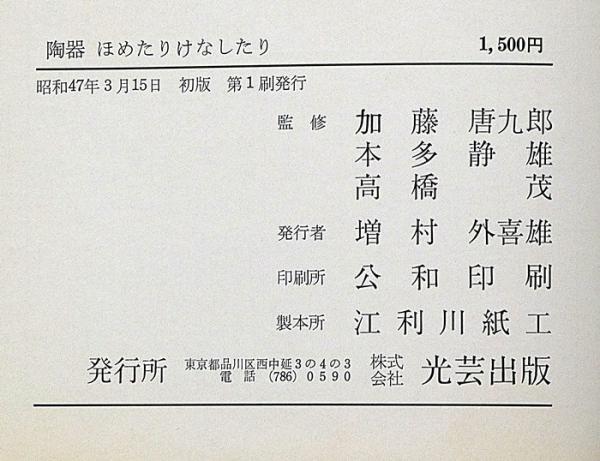 陶器 ほめたりけなしたり 1,500円
昭和47年3月15日 初版 第1刷発行
監修 加藤唐九郎
本多静雄
高橋茂
発行者 増村外喜雄
印刷所 公和印刷
製本所 江利川紙工
発行所 東京都品川区西中延3の4の3 電話 (786) 0590 株式会社 光芸出版